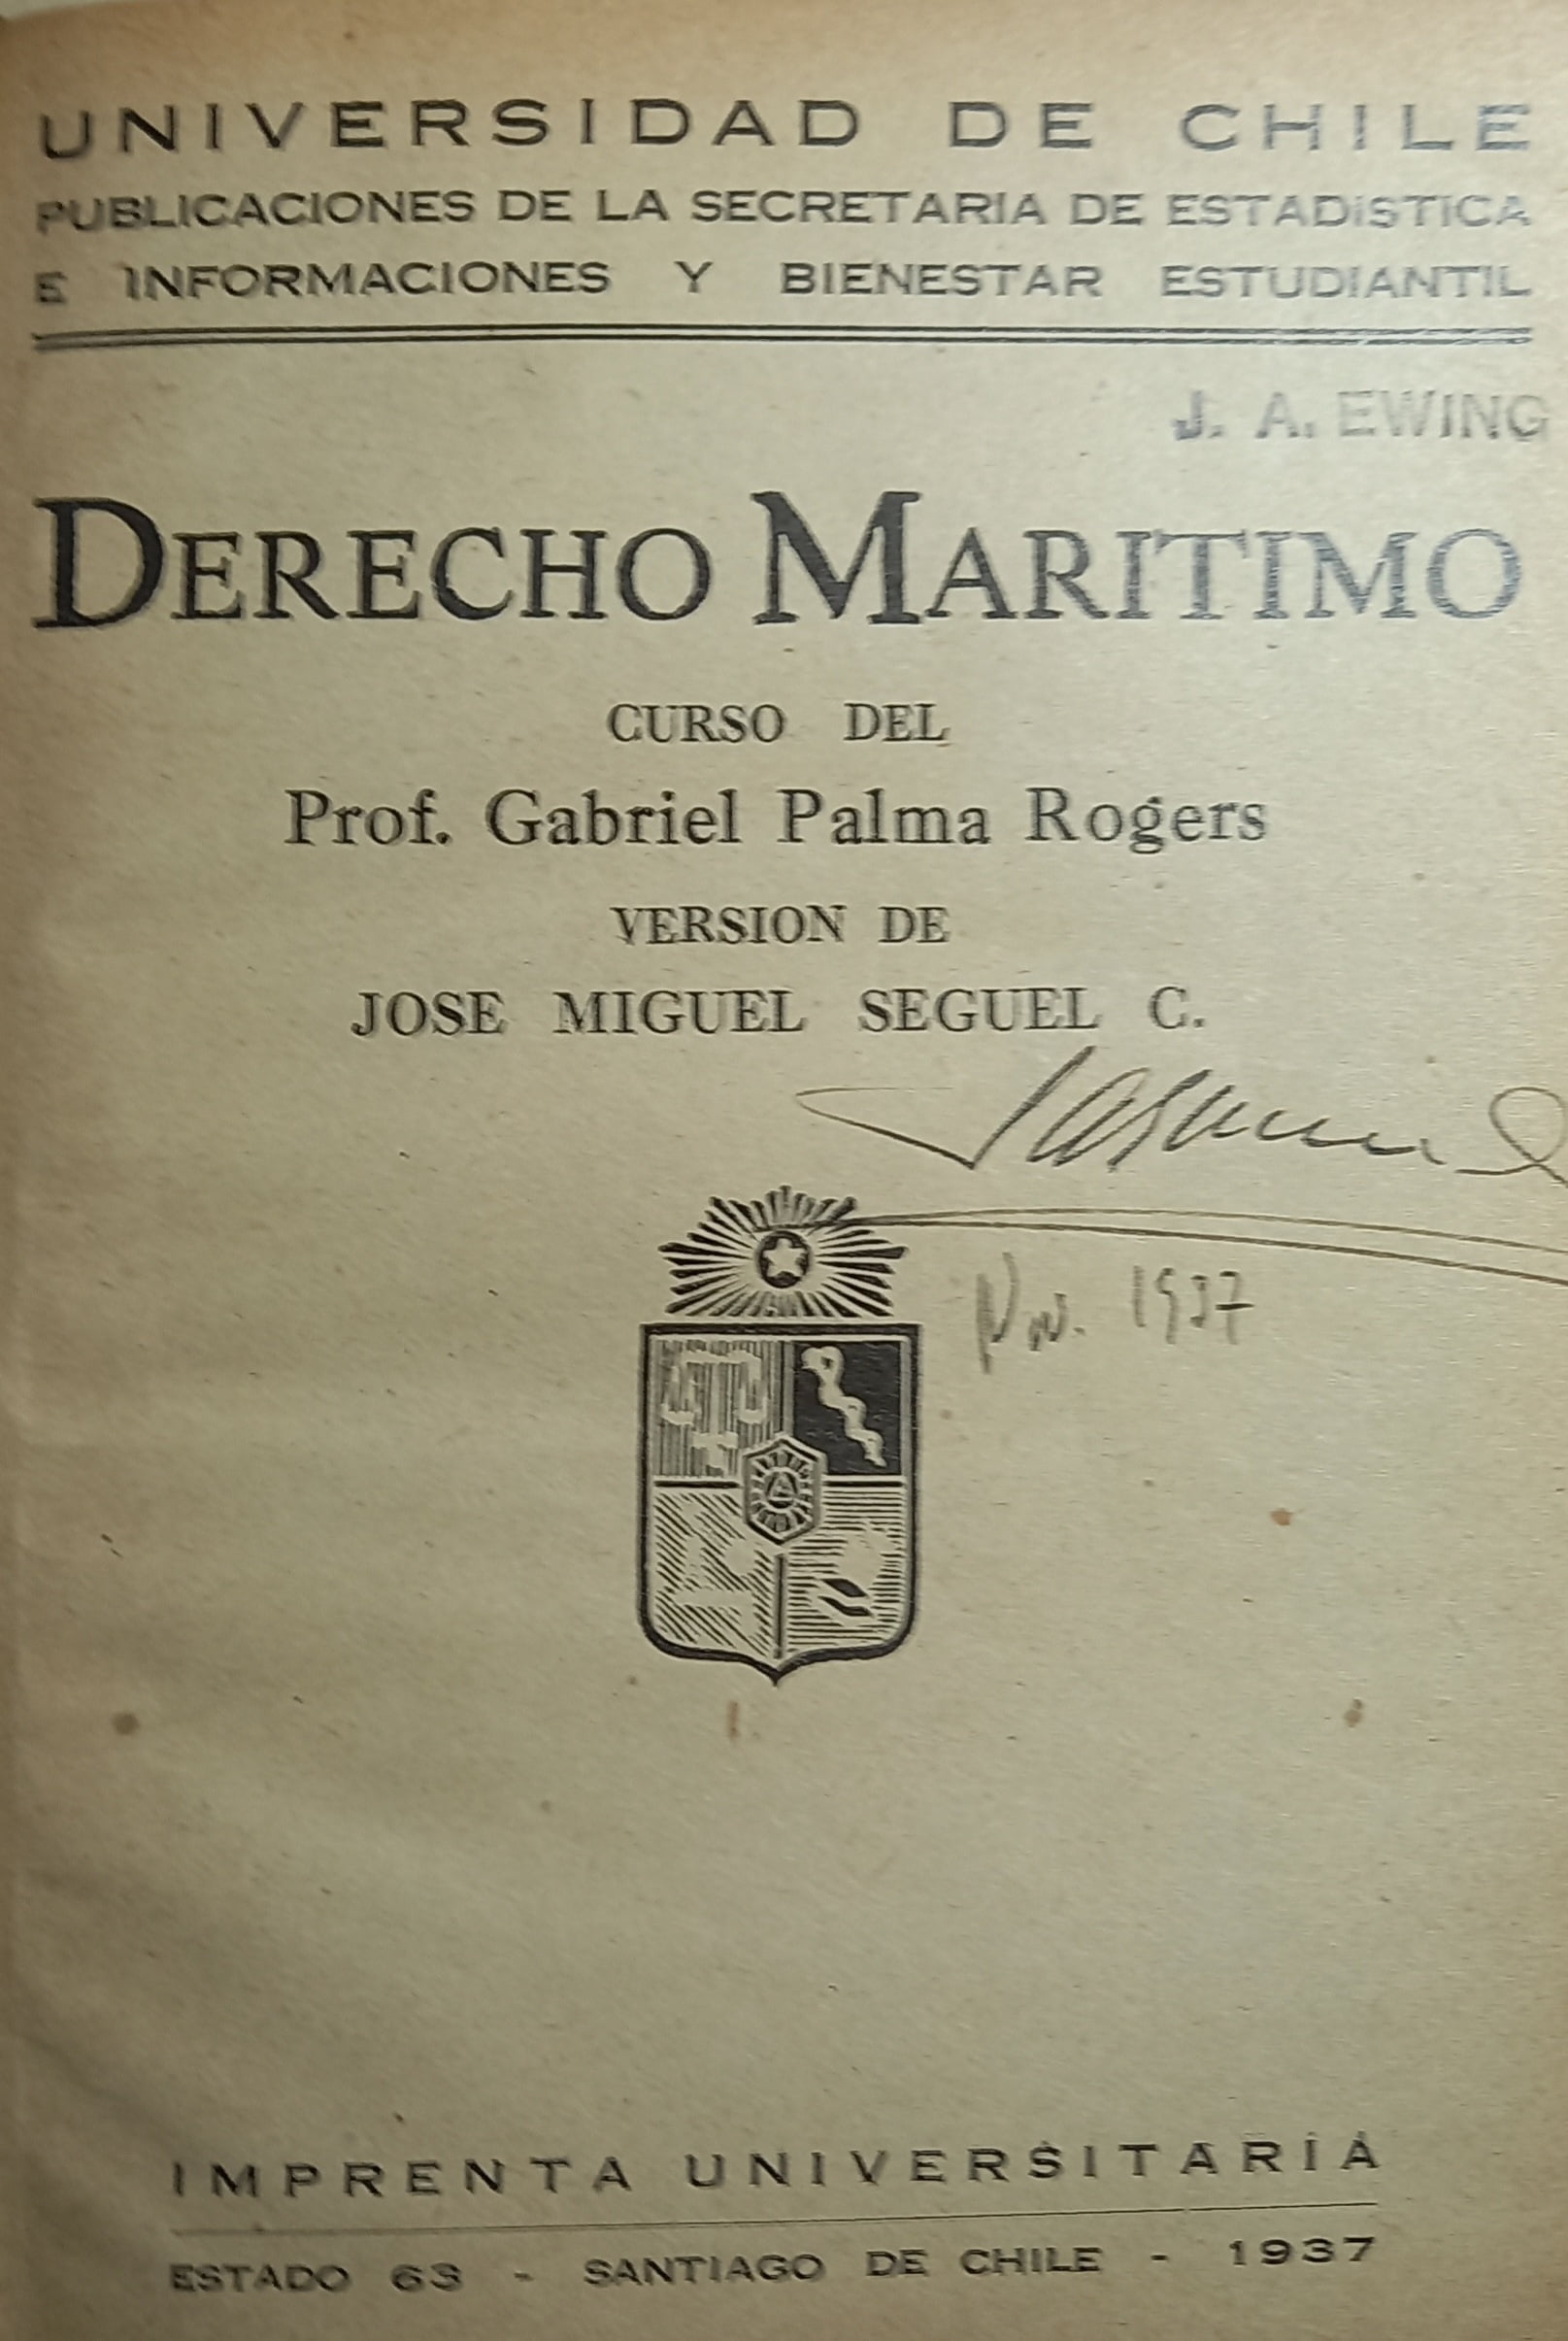 UNIVERSIDAD DE CHILE
PUBLICACIONES DE LA SECRETARIA DE ESTADISTICA
E INFORMACIONES Y BIENESTAR ESTUDIANTIL
J. A. EWING
DERECHO MARITIMO
CURSO DEL
Prof. Gabriel Palma Rogers
VERSION DE
JOSE MIGUEL SEGUEL C.
Nov. 1937
IMPRENTA UNIVERSITARIA
ESTADO 63 - SANTIAGO DE CHILE - 1937